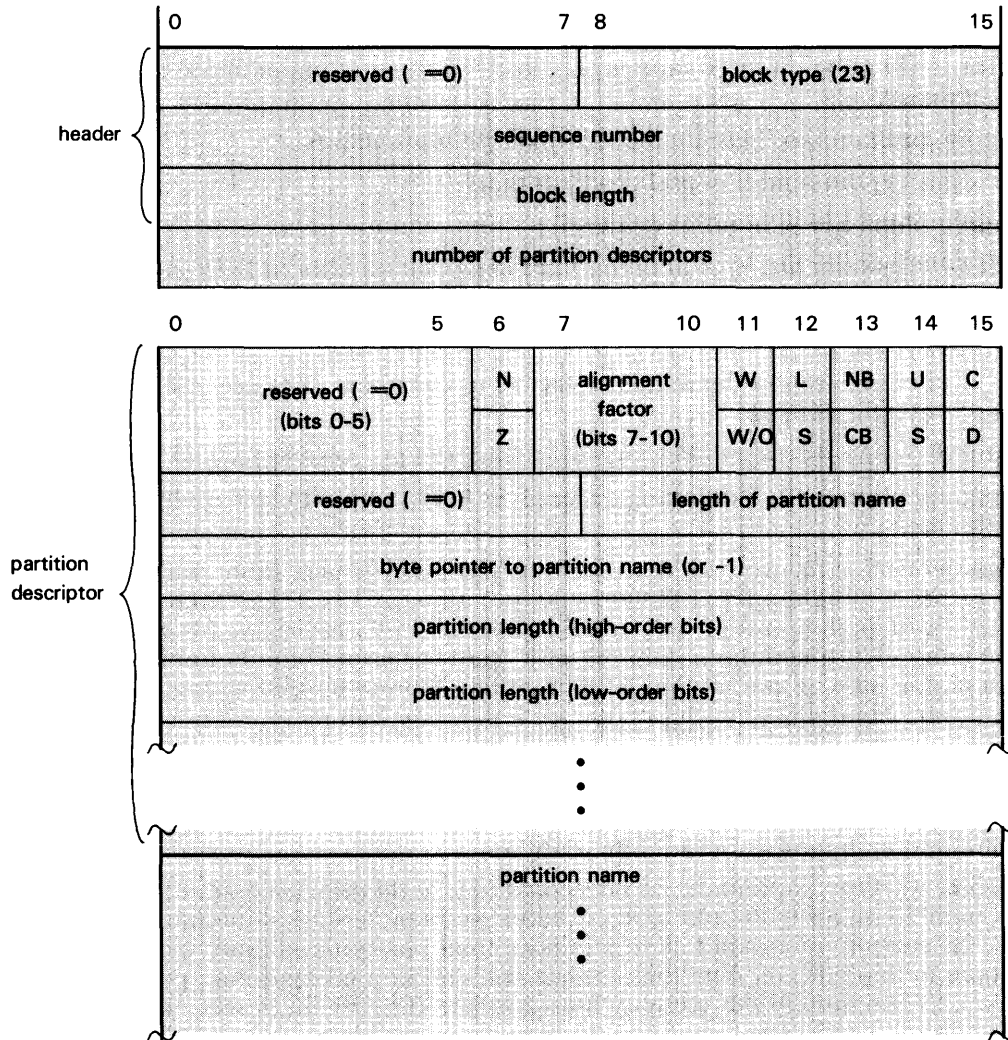 0 7 8 15
reserved ( =0) block type (23)
header
sequence number
block length
number of partition descriptors
0 5 6 7 10 11 12 13 14 15
reserved ( =0)
(bits 0-5)
N
Z
alignment
factor
(bits 7-10)
W L NB U C
W/O S CB S D
reserved ( =0) length of partition name
partition
descriptor
byte pointer to partition name (or -1)
partition length (high-order bits)
partition length (low-order bits)
partition name